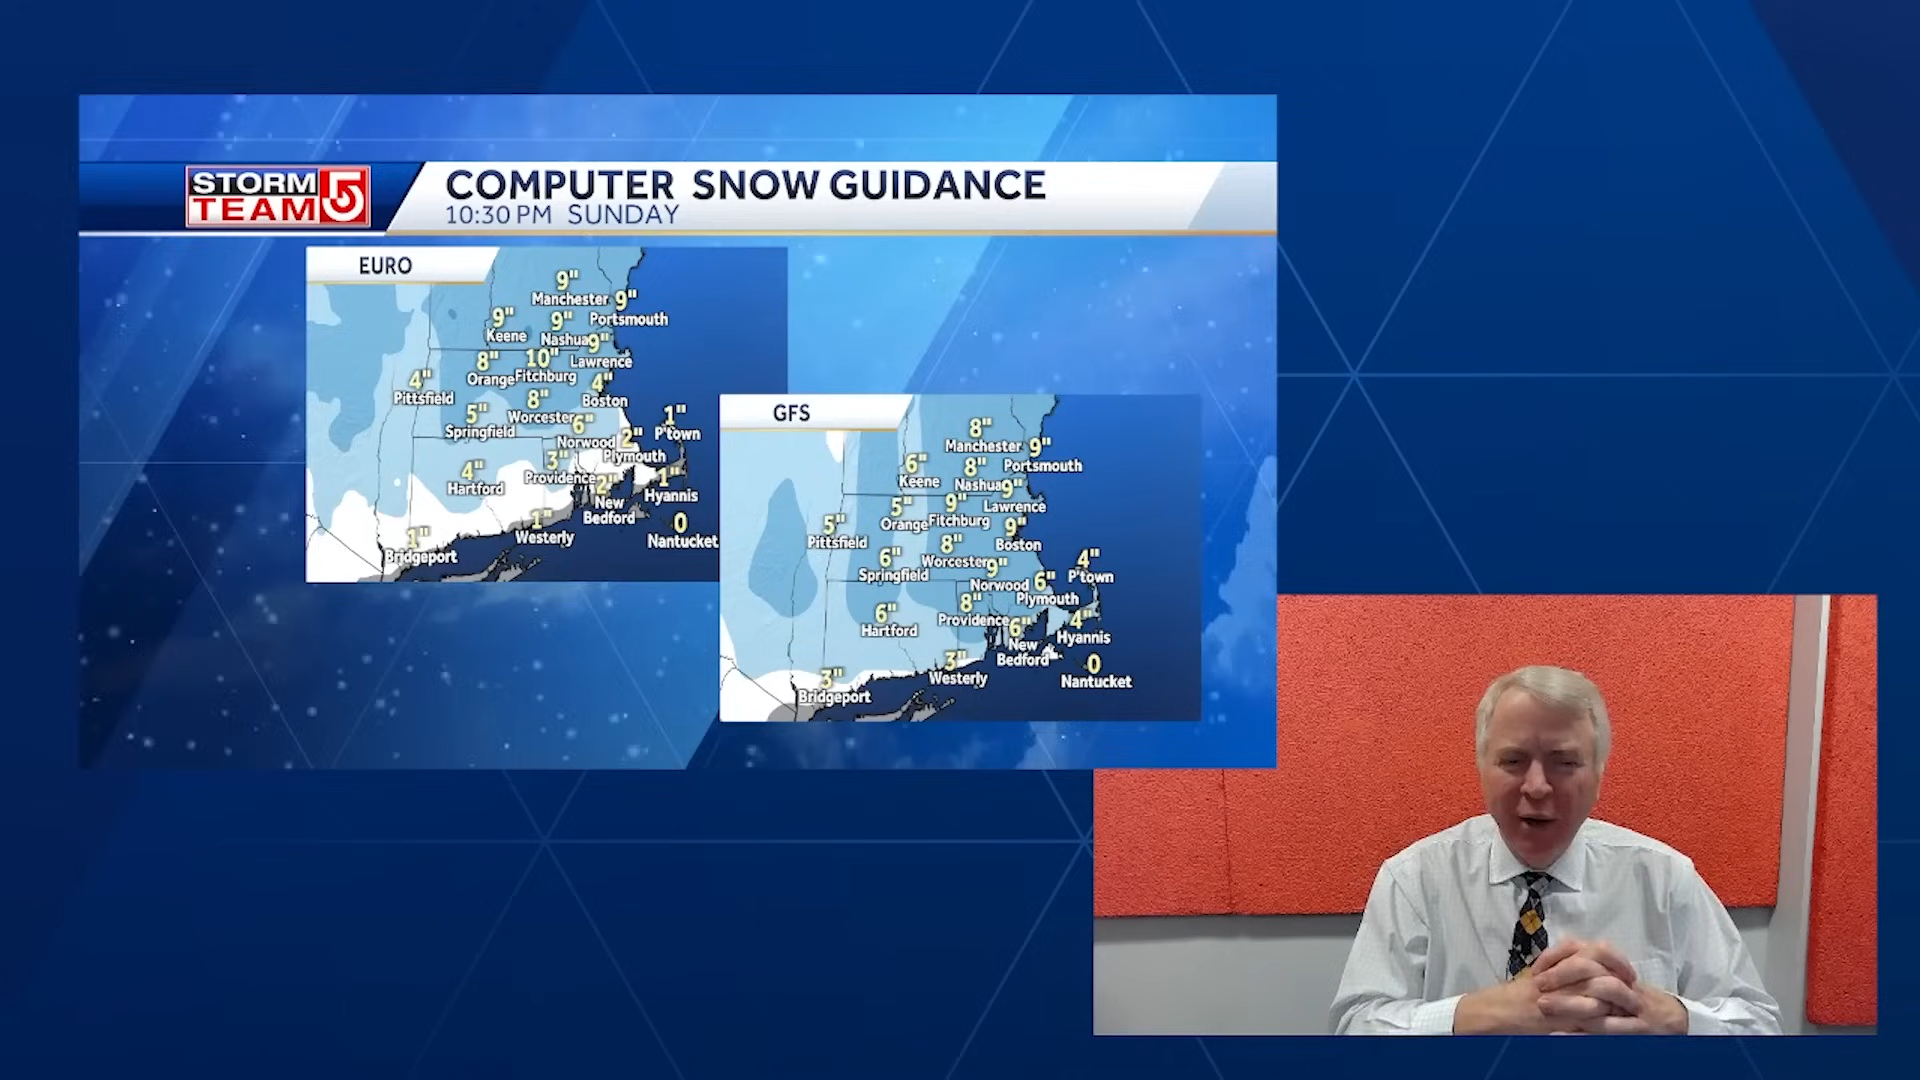 STORM
TEAM 5
COMPUTER SNOW GUIDANCE
10:30 PM SUNDAY
EURO
9"
Manchester
9"
Portsmouth
9"
Keene
9"
Nashua
9"
Lawrence
8"
Orange
10"
Fitchburg
4"
Pittsfield
4"
Boston
8"
Worcester
5"
Springfield
6"
Norwood
1"
P'town
2"
Plymouth
3"
Providence
4"
Hartford
2"
New
Bedford
1"
Hyannis
1"
Westerly
0
Nantucket
1"
Bridgeport
GFS
8"
Manchester
9"
Portsmouth
6"
Keene
8"
Nashua
9"
Lawrence
5"
Orange
9"
Fitchburg
5"
Pittsfield
9"
Boston
8"
Worcester
6"
Springfield
9"
Norwood
4"
P'town
6"
Plymouth
8"
Providence
6"
Hartford
6"
New
Bedford
4"
Hyannis
3"
Westerly
0
Nantucket
3"
Bridgeport